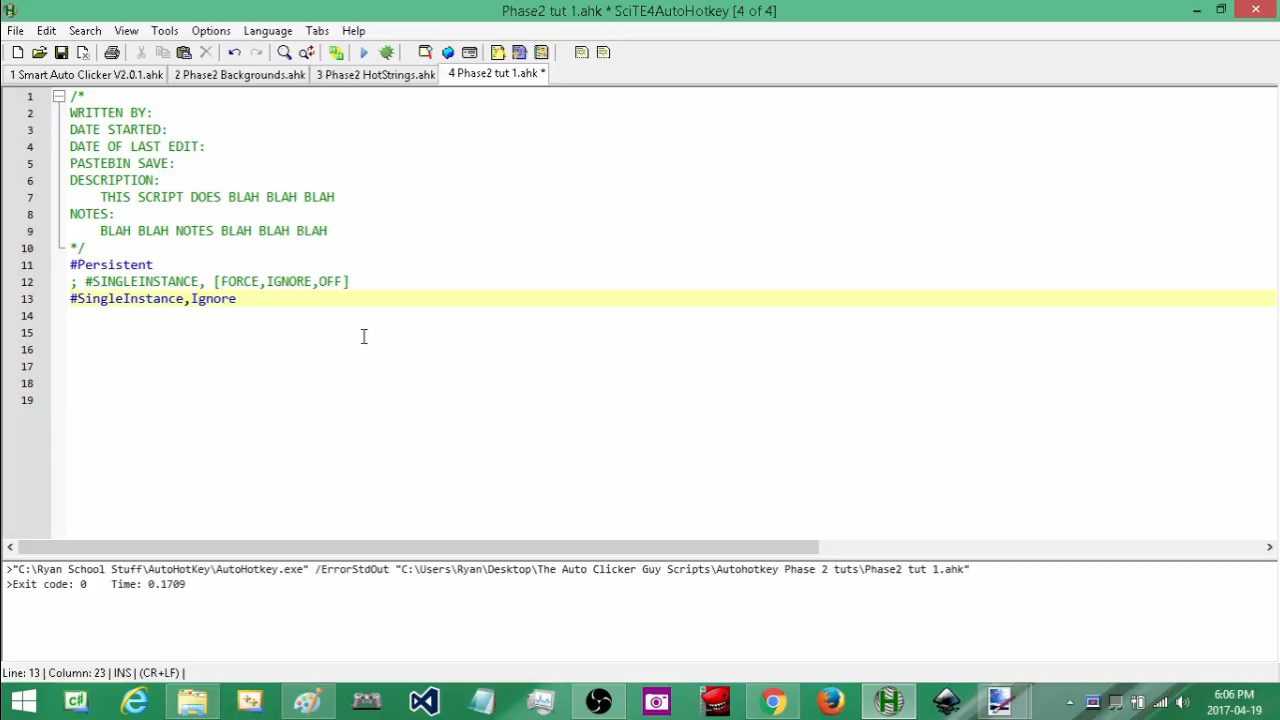 Phase2 tut 1.ahk * SciTE4AutoHotkey [4 of 4]
File Edit Search View Tools Options Language Tabs Help
1 Smart Auto Clicker V2.0.1.ahk 2 Phase2 Backgrounds.ahk 3 Phase2 HotStrings.ahk 4 Phase2 tut 1.ahk *
1 /*
2 WRITTEN BY:
3 DATE STARTED:
4 DATE OF LAST EDIT:
5 PASTEBIN SAVE:
6 DESCRIPTION:
7 THIS SCRIPT DOES BLAH BLAH BLAH
8 NOTES:
9 BLAH BLAH NOTES BLAH BLAH BLAH
10 */
11 #Persistent
12 ; #SINGLEINSTANCE, [FORCE,IGNORE,OFF]
13 #SingleInstance,Ignore
14
15
16
17
18
19
>"C:\Ryan School Stuff\AutoHotKey\AutoHotkey.exe" /ErrorStdOut "C:\Users\Ryan\Desktop\The Auto Clicker Guy Scripts\Autohotkey Phase 2 tuts\Phase2 tut 1.ahk"
>Exit code: 0 Time: 0.1709
Line: 13 | Column: 23 | INS | (CR+LF) |
6:06 PM
2017-04-19